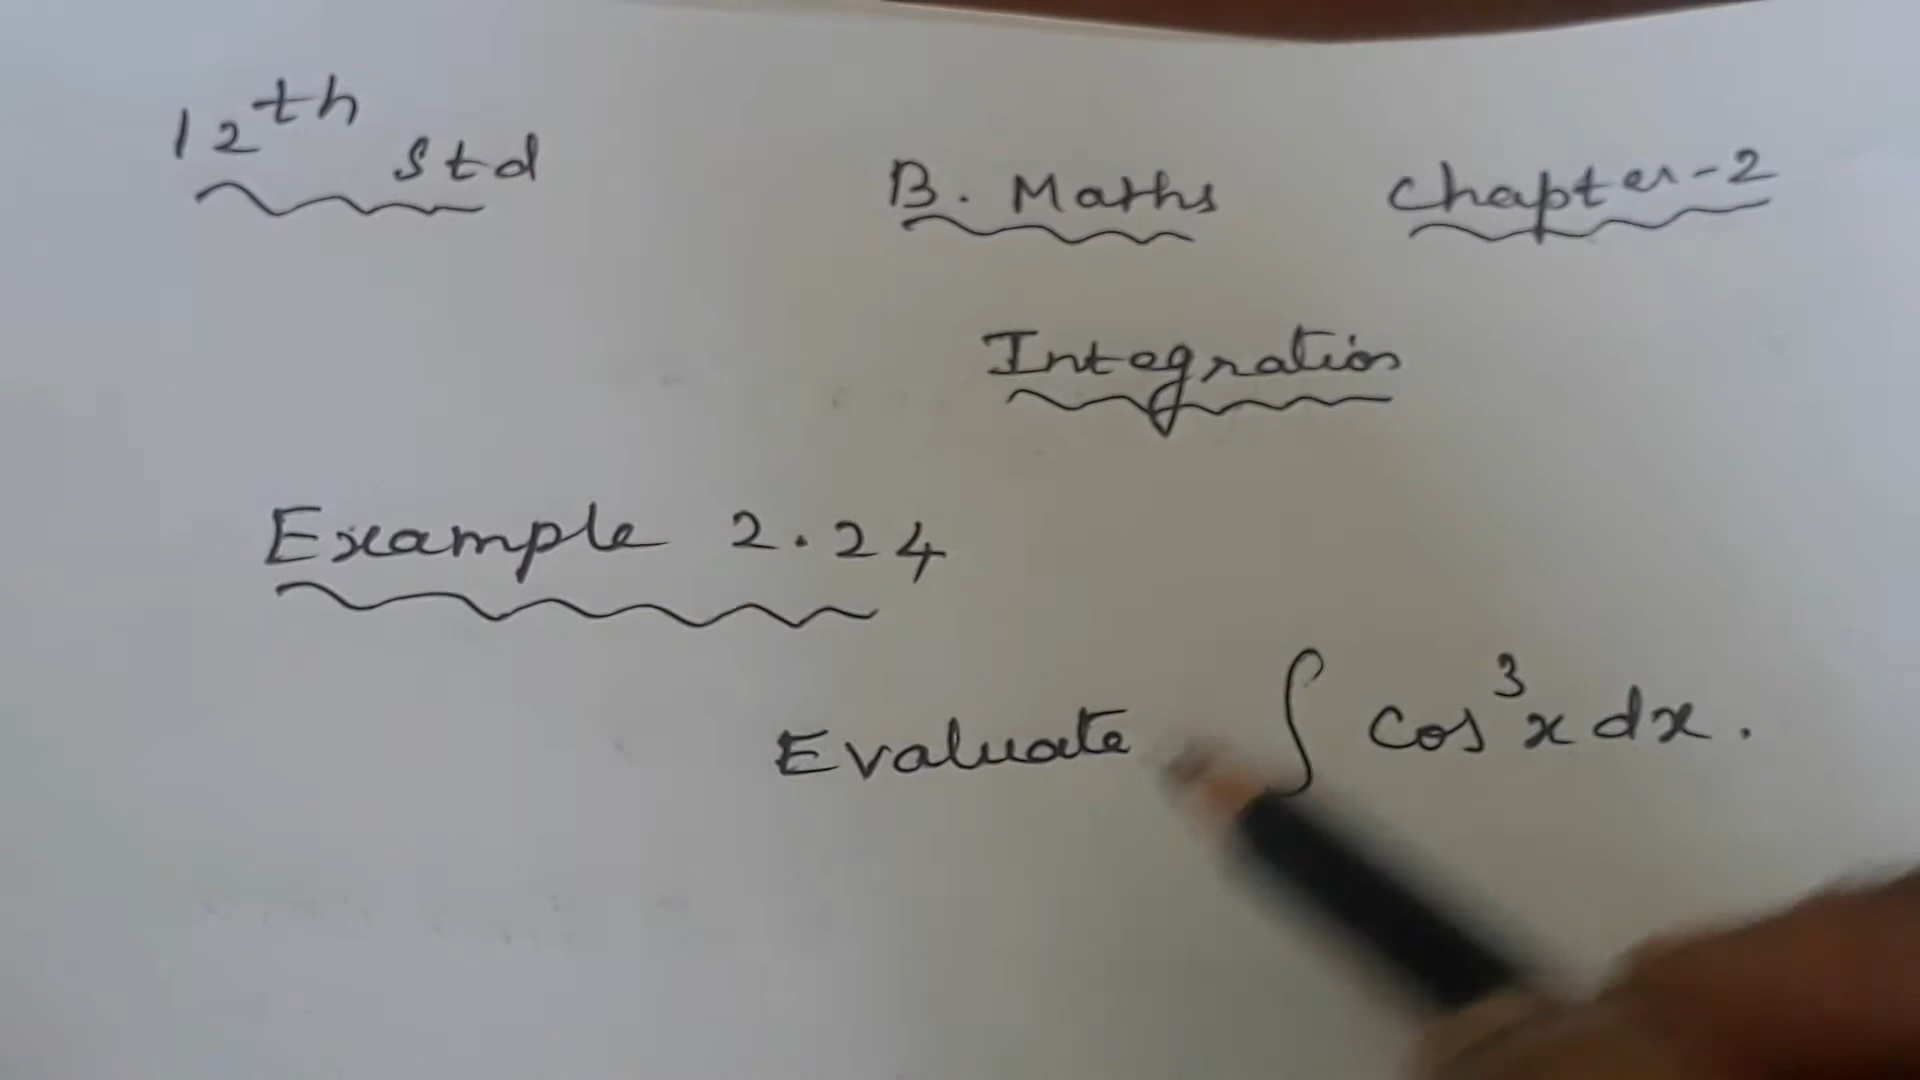 12th Std B. Maths Chapter-2
Integration
Example 2.24
Evaluate ∫ cos³x dx.